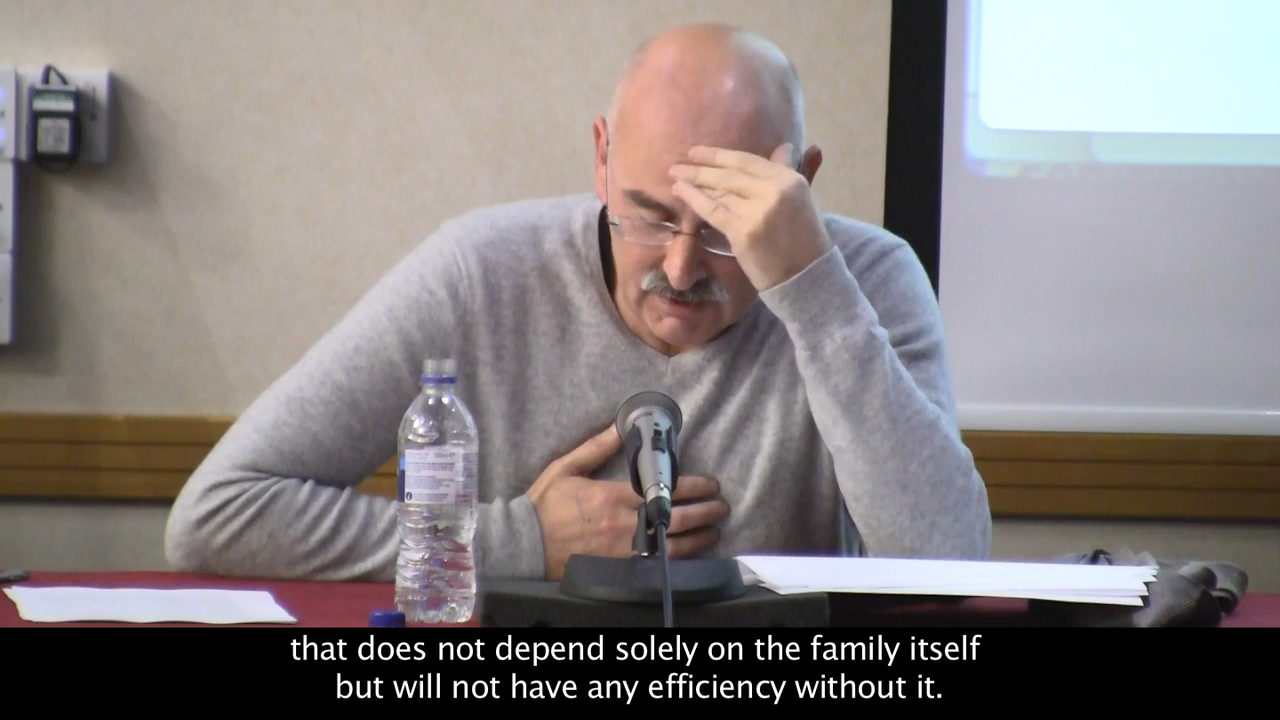 that does not depend solely on the family itself
but will not have any efficiency without it.